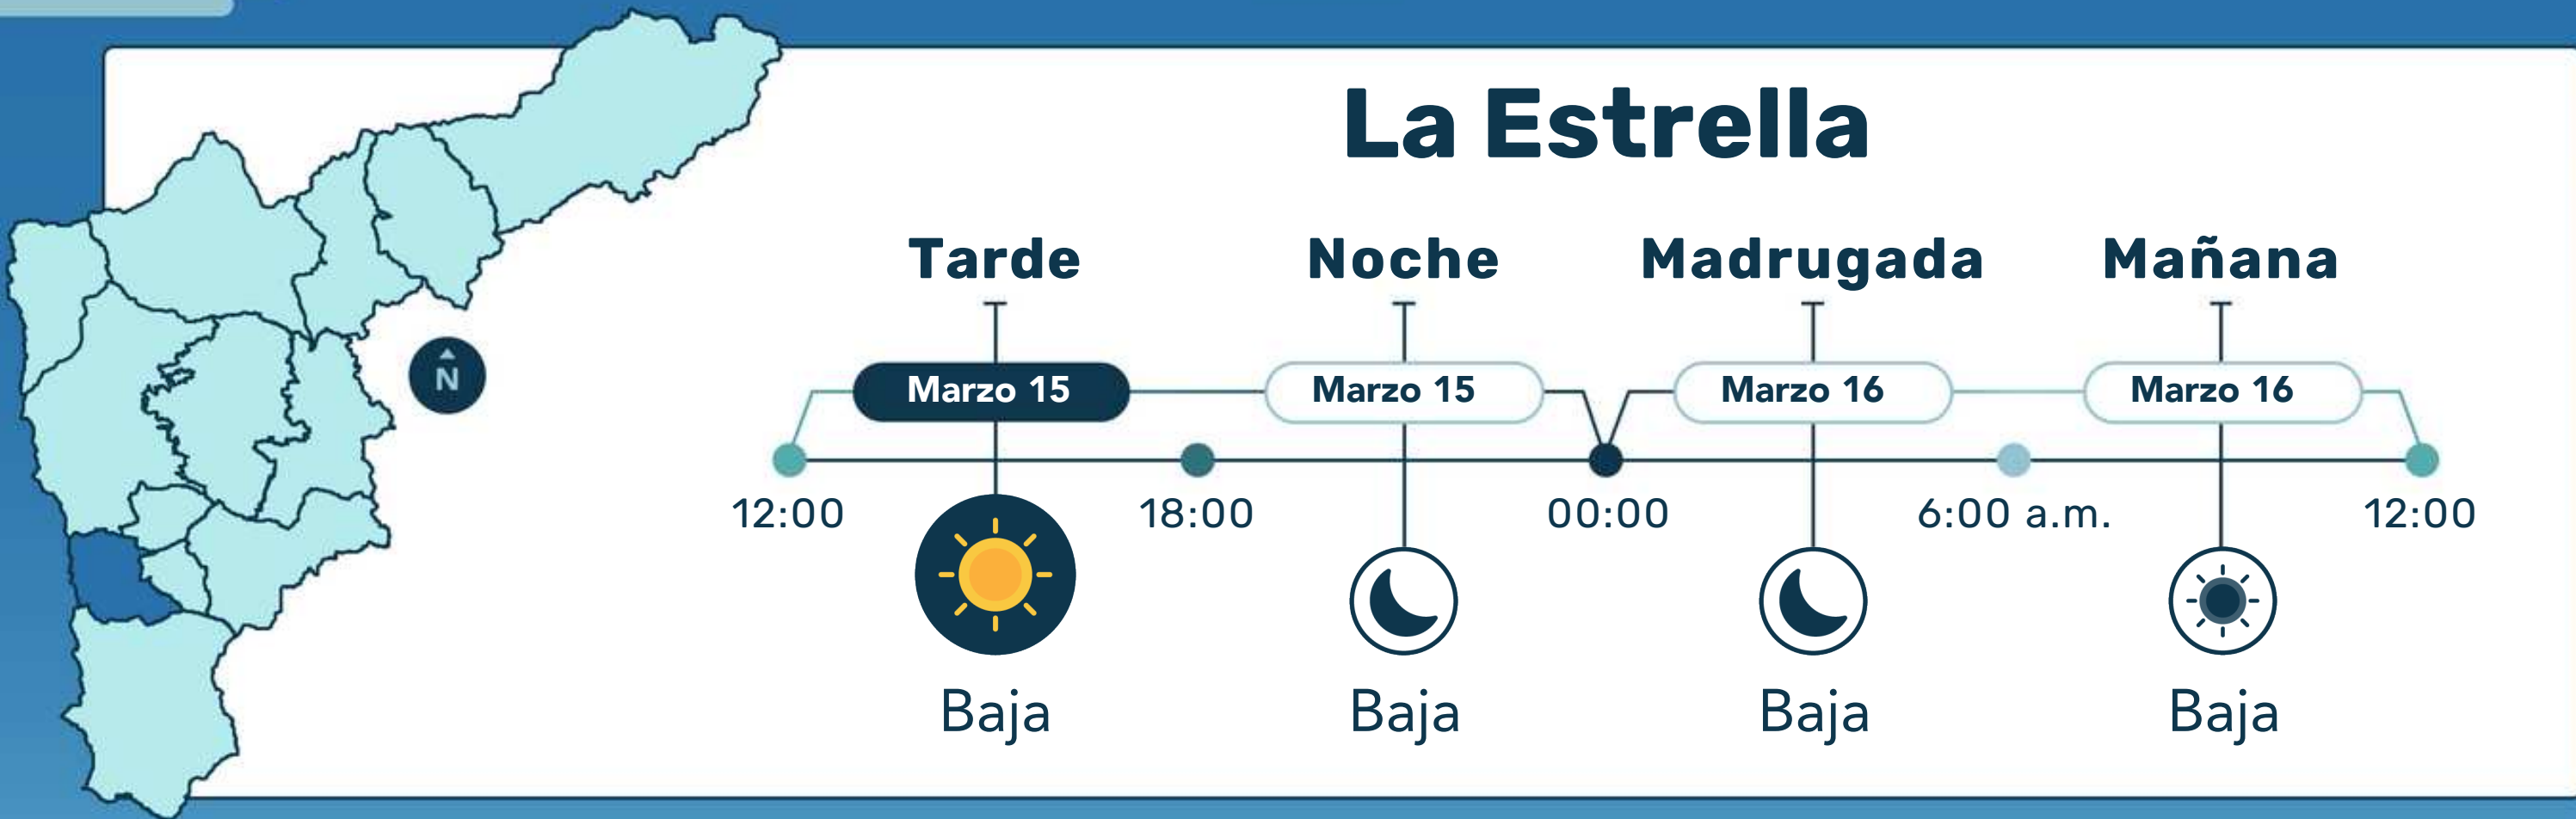 La Estrella
Tarde Noche Madrugada Mañana
N
Marzo 15 Marzo 15 Marzo 16 Marzo 16
12:00 18:00 00:00 6:00 a.m. 12:00
Baja Baja Baja Baja